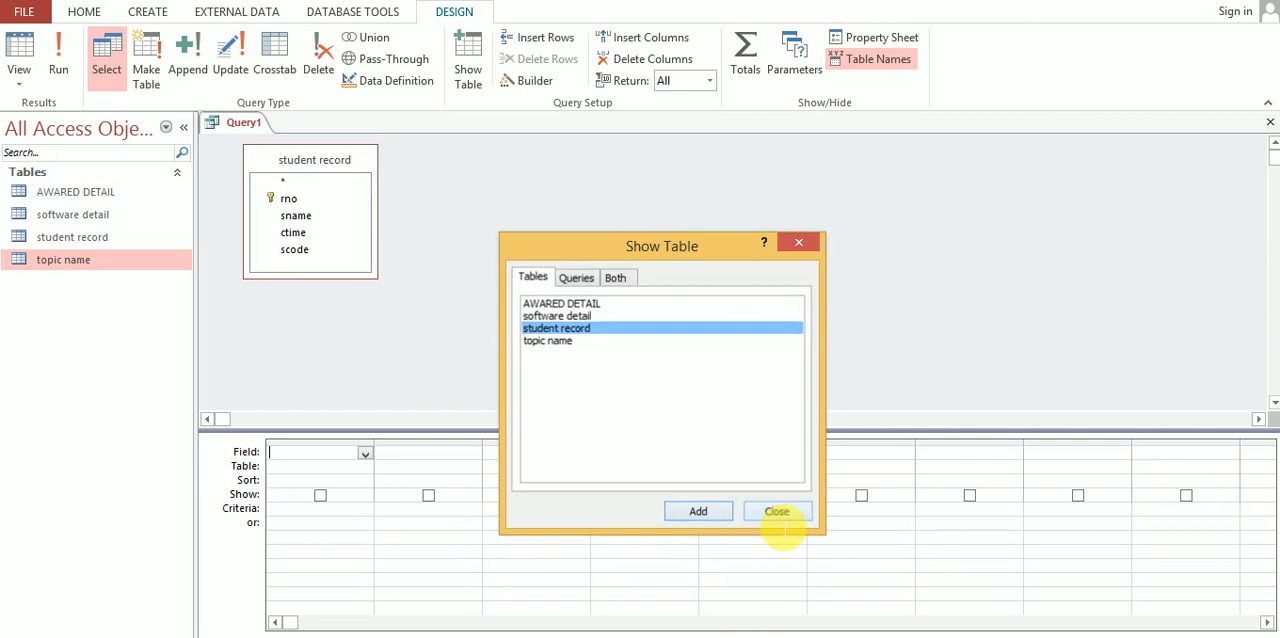 FILE HOME CREATE EXTERNAL DATA DATABASE TOOLS DESIGN Sign in
View
Run
Select
Make Table
Append
Update
Crosstab
Delete
Union
Pass-Through
Data Definition
Show Table
Insert Rows
Delete Rows
Builder
Insert Columns
Delete Columns
Return: All
Totals
Parameters
Property Sheet
XYZ Table Names
Results Query Type Query Setup Show/Hide
All Access Obje... «
Search...
Tables
AWARED DETAIL
software detail
student record
topic name
Query1
student record
*
rno
sname
ctime
scode
Show Table ?
Tables Queries Both
AWARED DETAIL
software detail
student record
topic name
Add Close
Field:
Table:
Sort:
Show:
Criteria:
or: